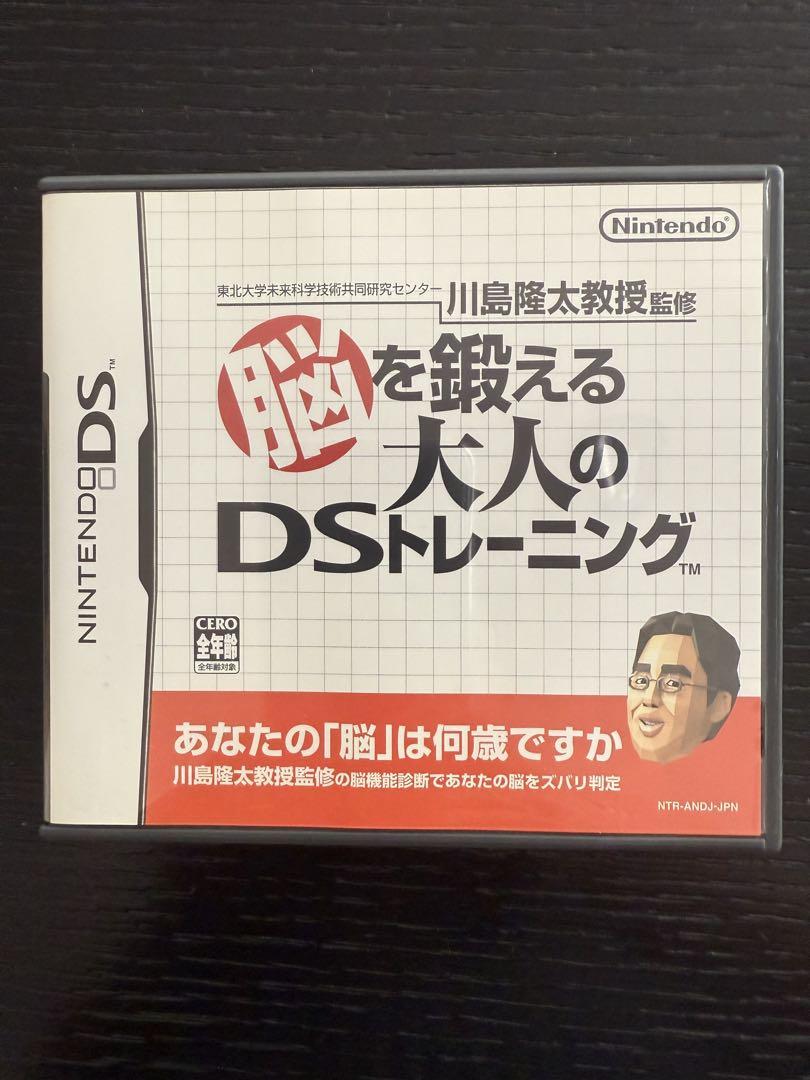 Nintendo®
東北大学未来科学技術共同研究センター 川島隆太教授監修
脳を鍛える
大人の
DSトレーニング™
NINTENDO DS™
CERO
全年齢
全年齢対象
あなたの「脳」は何歳ですか
川島隆太教授監修の脳機能診断であなたの脳をズバリ判定
NTR-ANDJ-JPN